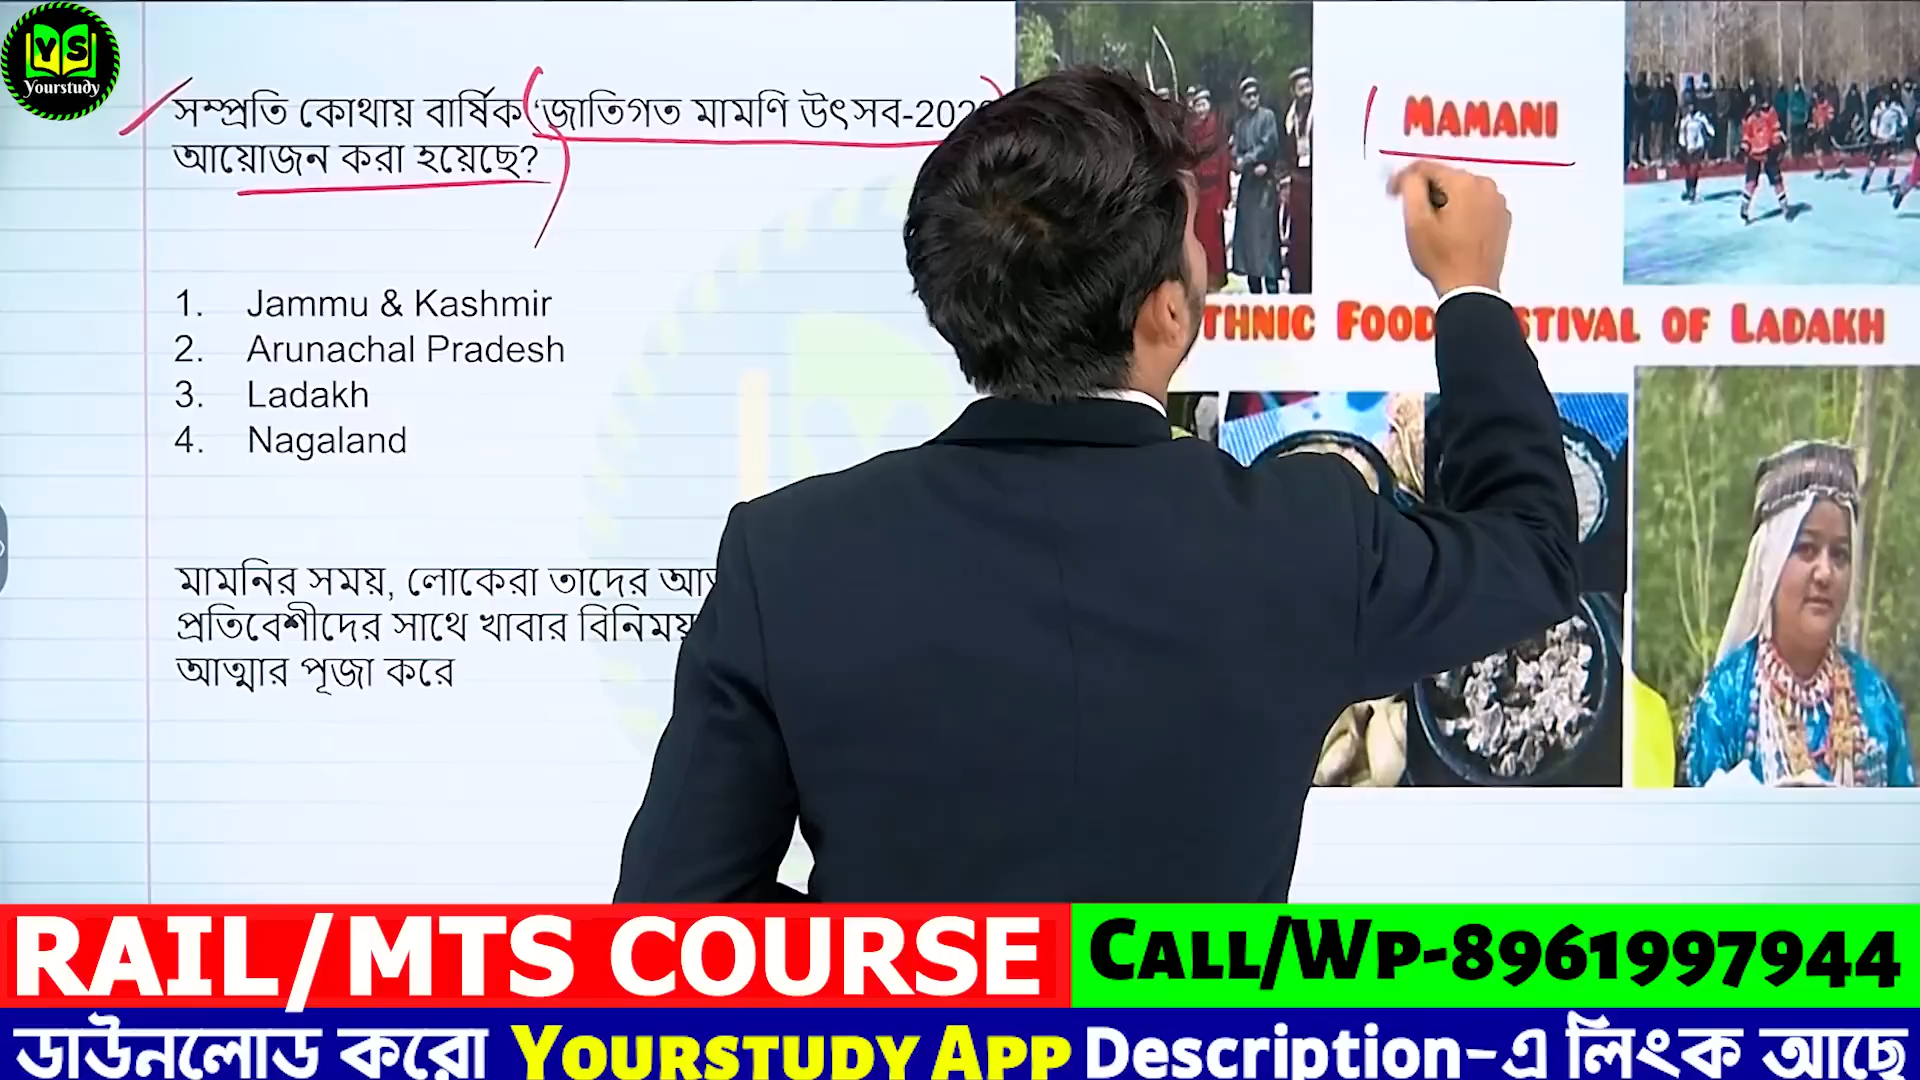 YS
Yourstudy
সম্প্রতি কোথায় বার্ষিক ‘জাতিগত মামণি উৎসব-202
আয়োজন করা হয়েছে?
1. Jammu & Kashmir
2. Arunachal Pradesh
3. Ladakh
4. Nagaland
মামনির সময়, লোকেরা তাদের
প্রতিবেশীদের সাথে খাবার বিনিময়
আত্মার পূজা করে
MAMANI
THNIC FOOD STIVAL OF LADAKH
RAIL/MTS COURSE
CALL/WP-8961997944
ডাউনলোড করো YOURSTUDY APP Description-এ লিংক আছে